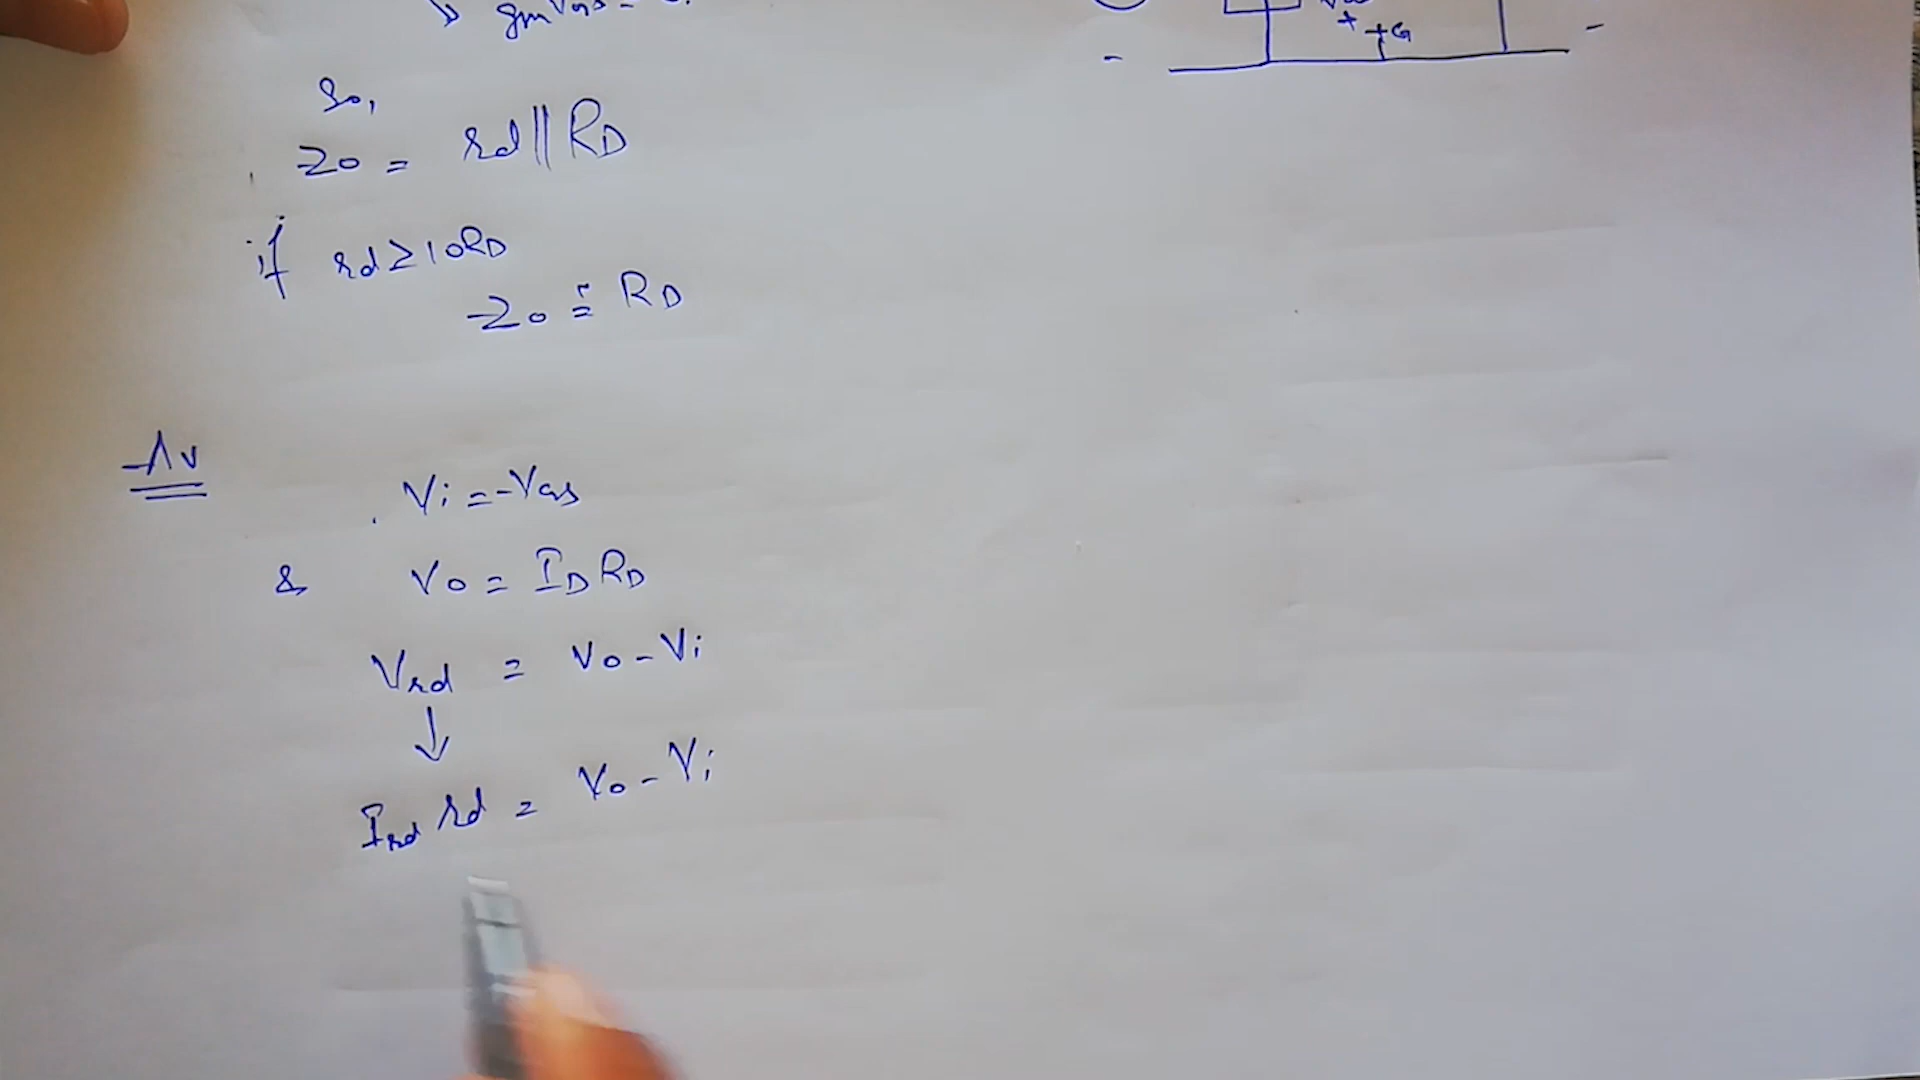 So,
Zo = rd || RD
if rd ≥ 10RD
Zo ≅ RD
+G
-
-
Av
Vi = -VGS
& Vo = ID RD
Vrd = Vo - Vi
↓
Ird rd = Vo - Vi